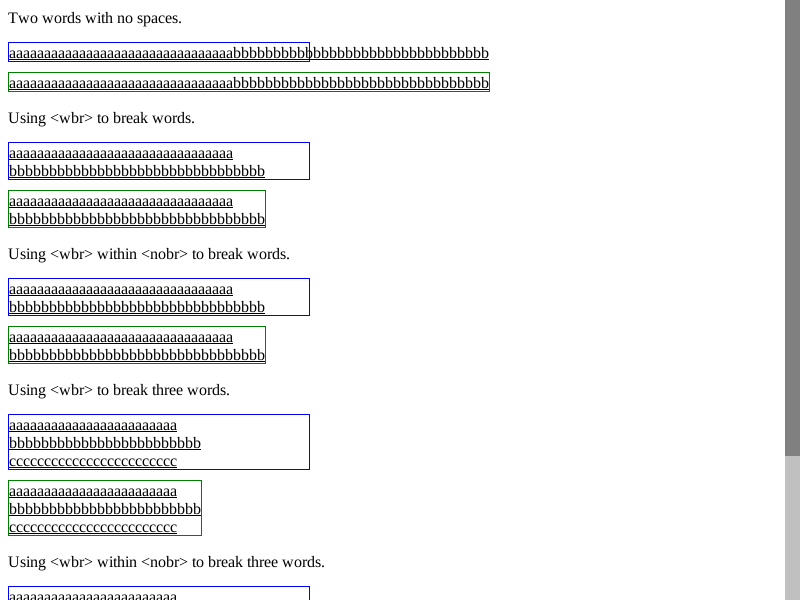 Two words with no spaces.
aaaaaaaaaaaaaaaaaaaaaaaaaaaaaaaabbbbbbbbbbbbbbbbbbbbbbbbbbbbbbbb
aaaaaaaaaaaaaaaaaaaaaaaaaaaaaaaabbbbbbbbbbbbbbbbbbbbbbbbbbbbbbbb
Using <wbr> to break words.
aaaaaaaaaaaaaaaaaaaaaaaaaaaaaaaa
bbbbbbbbbbbbbbbbbbbbbbbbbbbbbbbb
aaaaaaaaaaaaaaaaaaaaaaaaaaaaaaaa
bbbbbbbbbbbbbbbbbbbbbbbbbbbbbbbb
Using <wbr> within <nobr> to break words.
aaaaaaaaaaaaaaaaaaaaaaaaaaaaaaaa
bbbbbbbbbbbbbbbbbbbbbbbbbbbbbbbb
aaaaaaaaaaaaaaaaaaaaaaaaaaaaaaaa
bbbbbbbbbbbbbbbbbbbbbbbbbbbbbbbb
Using <wbr> to break three words.
aaaaaaaaaaaaaaaaaaaaaaaa
bbbbbbbbbbbbbbbbbbbbbbbb
cccccccccccccccccccccccc
aaaaaaaaaaaaaaaaaaaaaaaa
bbbbbbbbbbbbbbbbbbbbbbbb
cccccccccccccccccccccccc
Using <wbr> within <nobr> to break three words.
aaaaaaaaaaaaaaaaaaaaaaaa